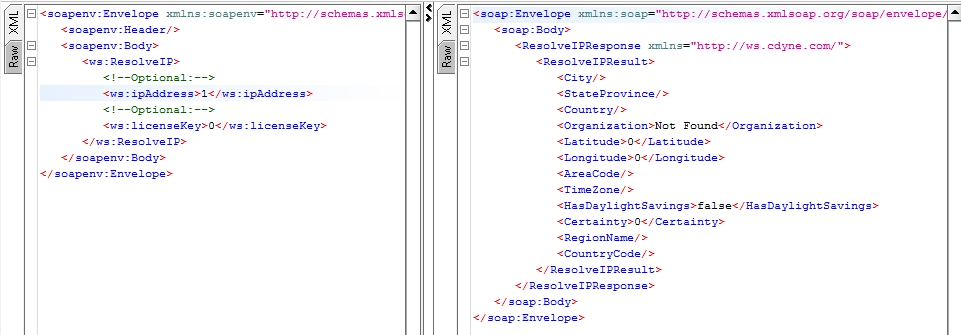 XML
Raw
<soapenv:Envelope xmlns:soapenv="http://schemas.xmls
<soapenv:Header/>
<soapenv:Body>
<ws:ResolveIP>
<!--Optional:-->
<ws:ipAddress>1</ws:ipAddress>
<!--Optional:-->
<ws:licenseKey>0</ws:licenseKey>
</ws:ResolveIP>
</soapenv:Body>
</soapenv:Envelope>
XML
Raw
<soap:Envelope xmlns:soap="http://schemas.xmlsoap.org/soap/envelope/
<soap:Body>
<ResolveIPResponse xmlns="http://ws.cdyne.com/">
<ResolveIPResult>
<City/>
<StateProvince/>
<Country/>
<Organization>Not Found</Organization>
<Latitude>0</Latitude>
<Longitude>0</Longitude>
<AreaCode/>
<TimeZone/>
<HasDaylightSavings>false</HasDaylightSavings>
<Certainty>0</Certainty>
<RegionName/>
<CountryCode/>
</ResolveIPResult>
</ResolveIPResponse>
</soap:Body>
</soap:Envelope>